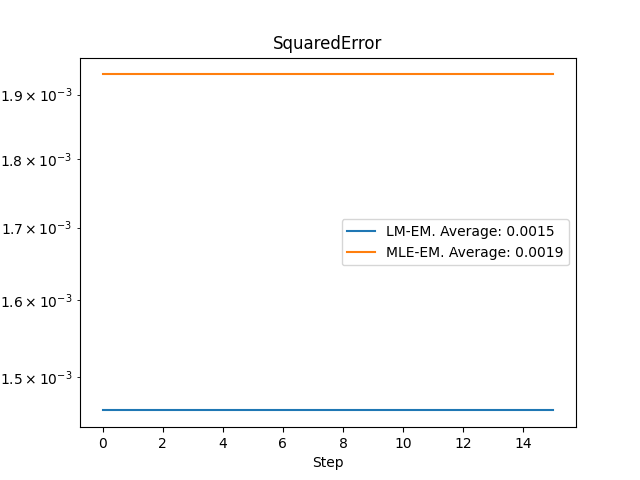 SquaredError
1.9 × 10⁻³
1.8 × 10⁻³
1.7 × 10⁻³
1.6 × 10⁻³
1.5 × 10⁻³
LM-EM. Average: 0.0015
MLE-EM. Average: 0.0019
0 2 4 6 8 10 12 14
Step